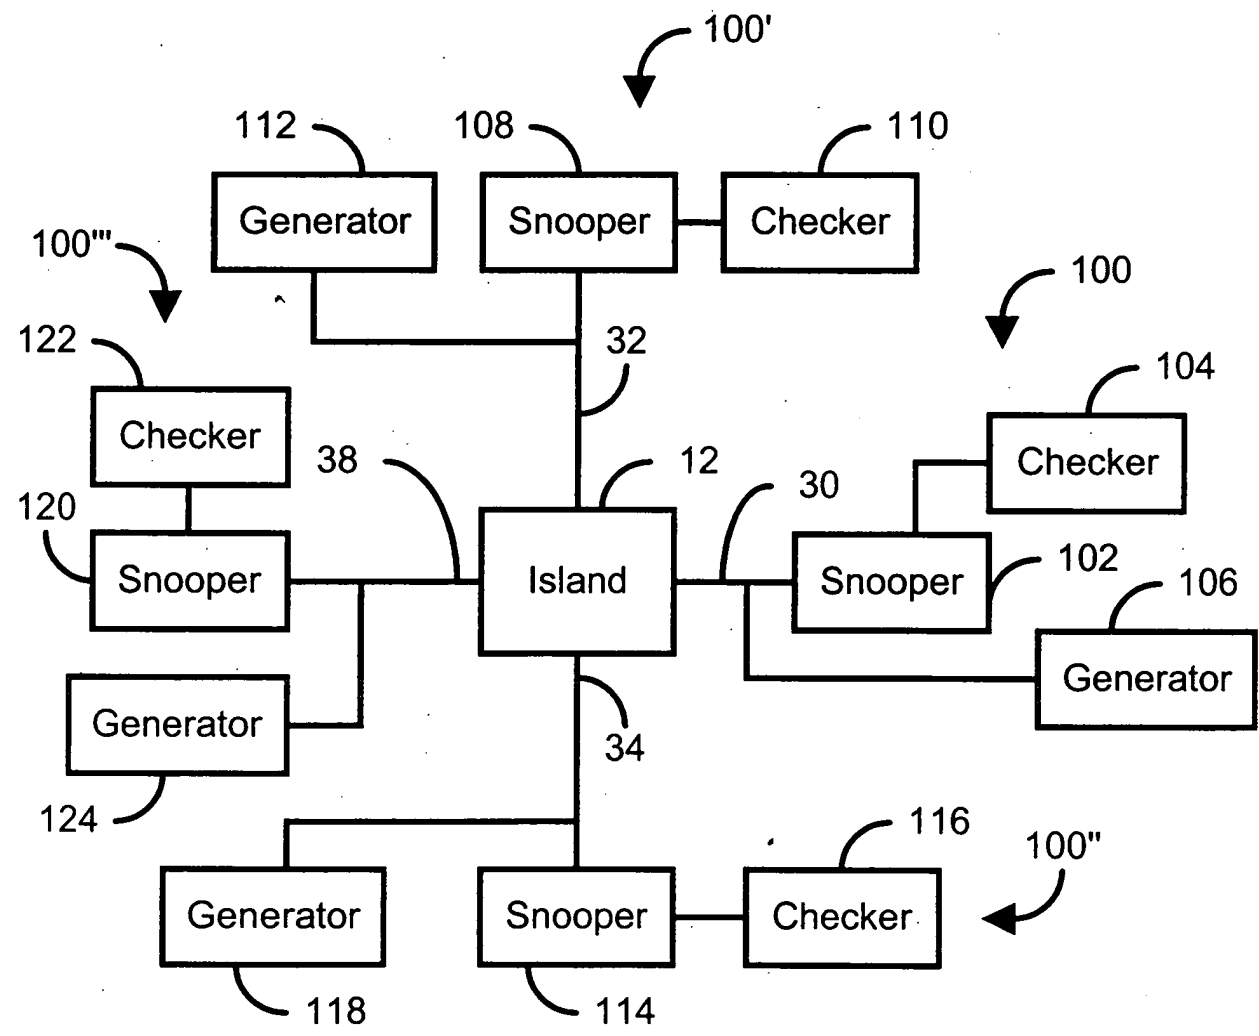 100'
112
108
110
Generator
Snooper
Checker
100'''
100
122
32
104
Checker
38
12
30
Checker
120
Snooper
Island
Snooper
102
106
Generator
Generator
34
124
116
100''
Generator
Snooper
Checker
118
114